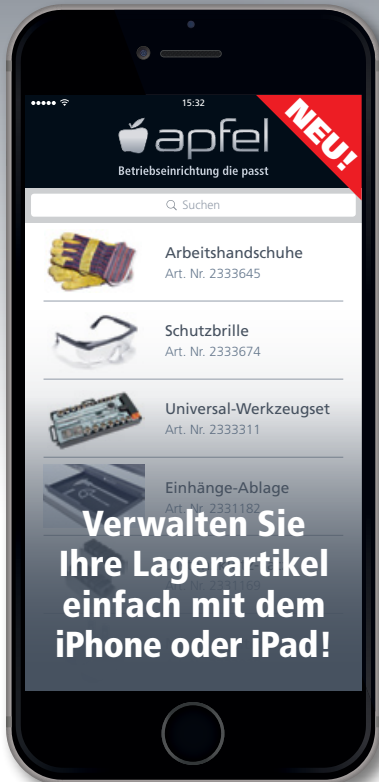 15:32
NEU!
apfel
Betriebseinrichtung die passt
Suchen
Arbeitshandschuhe
Art. Nr. 2333645
Schutzbrille
Art. Nr. 2333674
Universal-Werkzeugset
Art. Nr. 2333311
Einhänge-Ablage
Art. Nr. 2331182
Verwalten Sie
Ihre Lagerartikel
einfach mit dem
iPhone oder iPad!